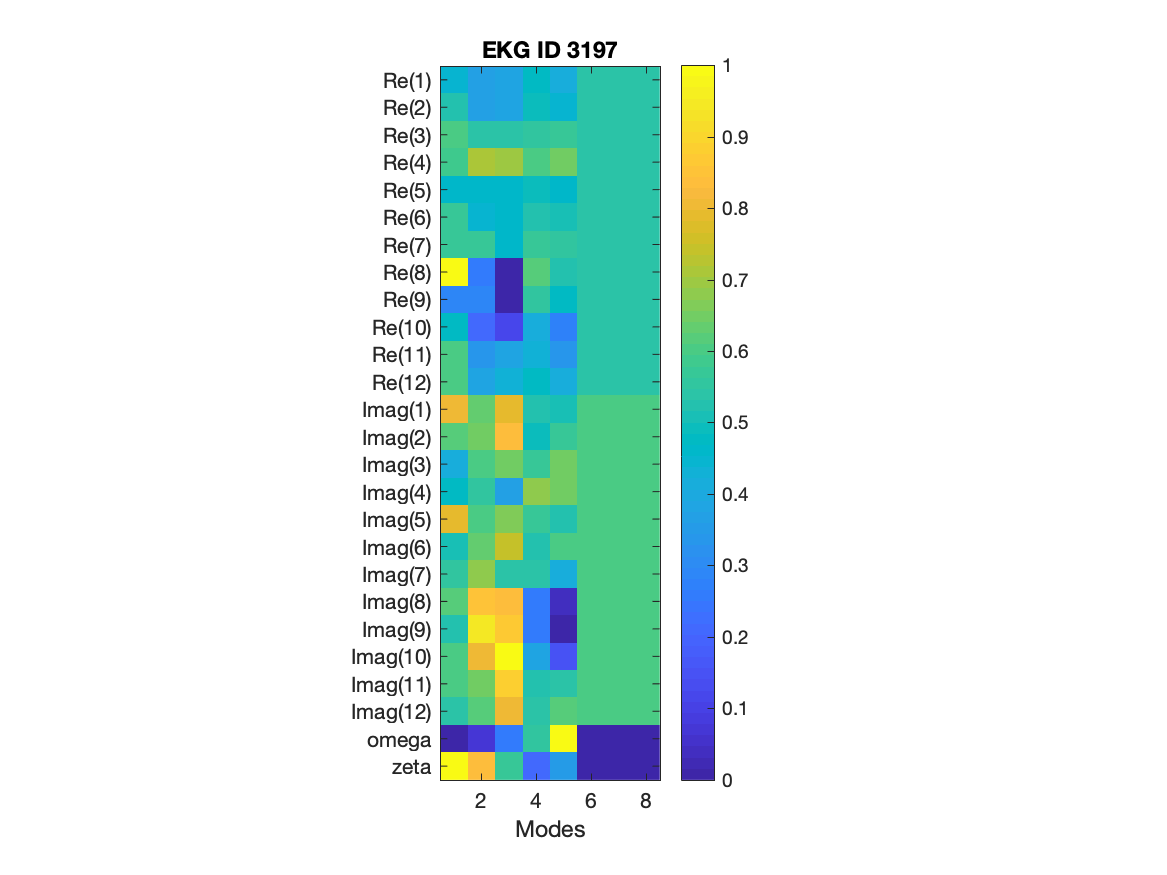 EKG ID 3197
Re(1)
Re(2)
Re(3)
Re(4)
Re(5)
Re(6)
Re(7)
Re(8)
Re(9)
Re(10)
Re(11)
Re(12)
Imag(1)
Imag(2)
Imag(3)
Imag(4)
Imag(5)
Imag(6)
Imag(7)
Imag(8)
Imag(9)
Imag(10)
Imag(11)
Imag(12)
omega
zeta
2 4 6 8
Modes
1
0.9
0.8
0.7
0.6
0.5
0.4
0.3
0.2
0.1
0